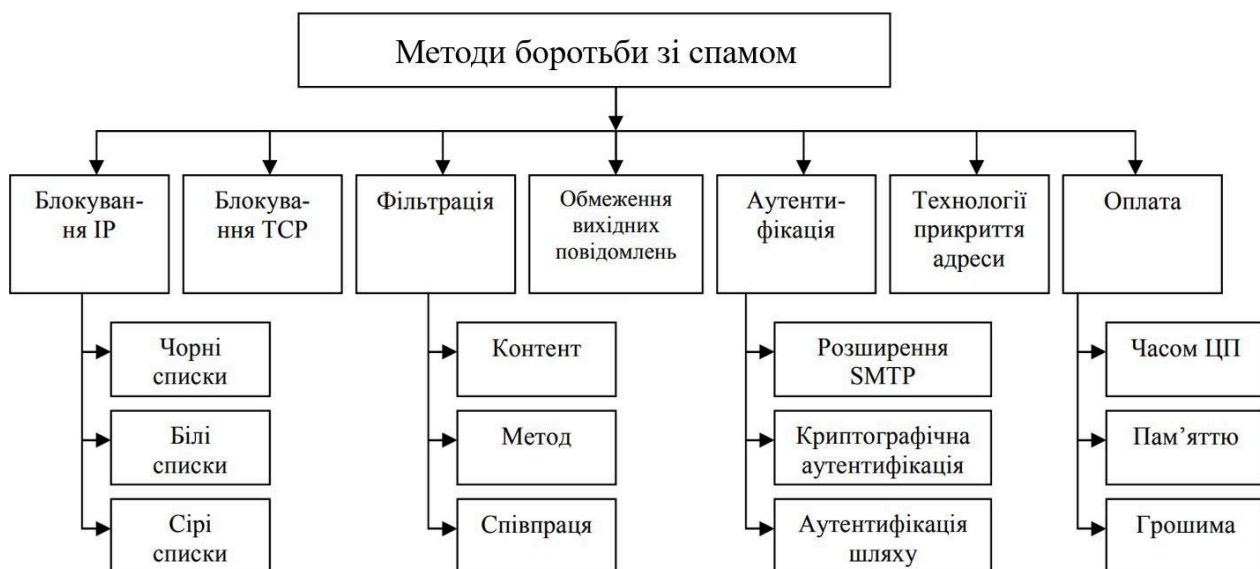 Методи боротьби зі спамом
Блокуван-
ня IP
Блокува-
ння TCP
Фільтрація
Обмеження
вихідних
повідомлень
Аутенти-
фікація
Технології
прикриття
адреси
Оплата
Чорні
списки
Контент
Розширення
SMTP
Часом ЦП
Білі
списки
Метод
Криптографічна
аутентифікація
Пам’яттю
Сірі
списки
Співпраця
Аутентифікація
шляху
Грошима